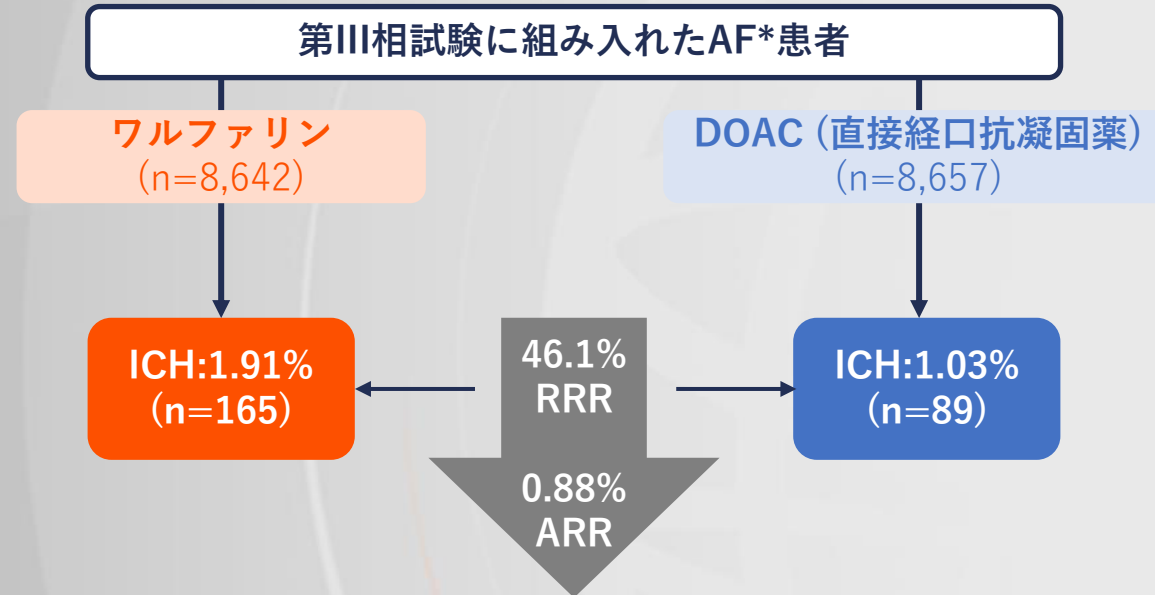 第III相試験に組み入れたAF*患者
ワルファリン
(n=8,642)
DOAC (直接経口抗凝固薬)
(n=8,657)
ICH:1.91%
(n=165)
46.1%
RRR
0.88%
ARR
ICH:1.03%
(n=89)